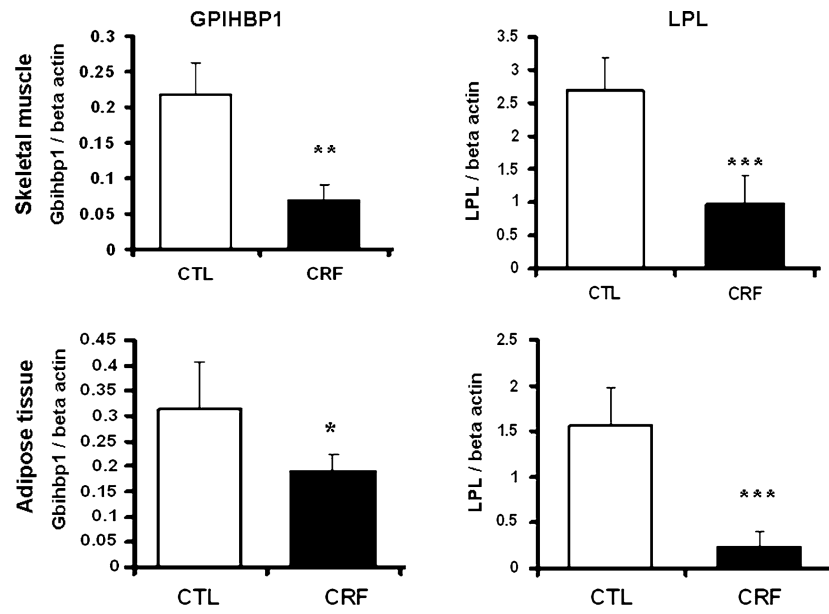 GPIHBP1
Skeletal muscle
Gbihbp1 / beta actin
0.3
0.25
0.2
0.15
0.1
0.05
0
**
CTL
CRF
LPL
LPL / beta actin
3.5
3
2.5
2
1.5
1
0.5
0
***
CTL
CRF
Adipose tissue
Gbihbp1 / beta actin
0.45
0.4
0.35
0.3
0.25
0.2
0.15
0.1
0.05
0
*
CTL
CRF
LPL / beta actin
2.5
2
1.5
1
0.5
0
***
CTL
CRF